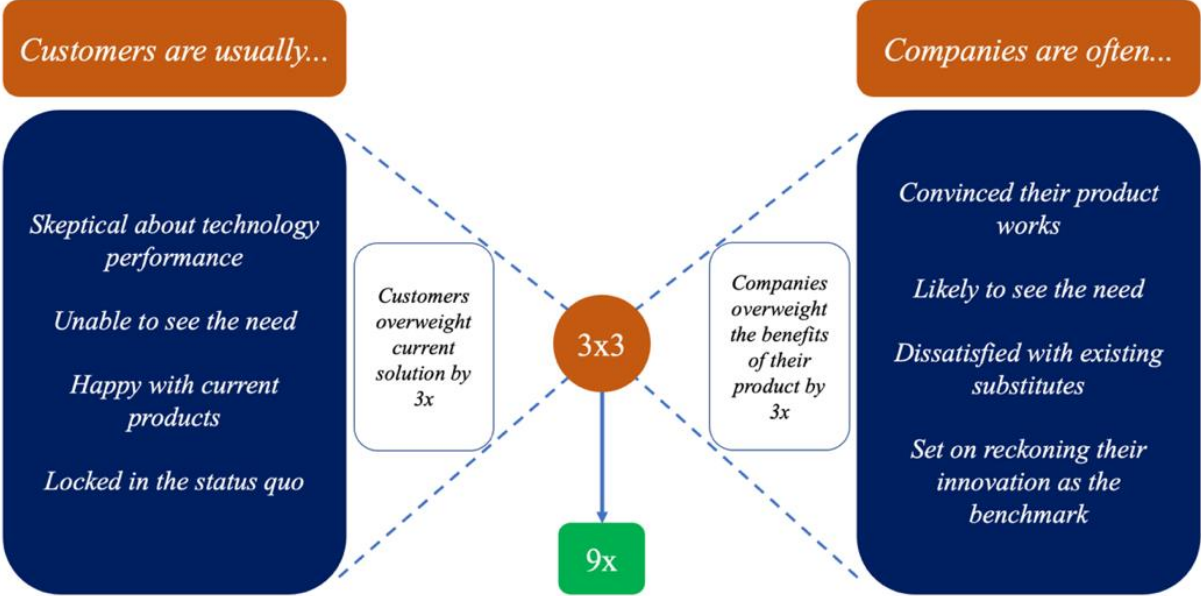 Customers are usually...
Skeptical about technology
performance
Unable to see the need
Happy with current
products
Locked in the status quo
Customers
overweight
current
solution by
3x
3x3
9x
Companies
overweight
the benefits
of their
product by
3x
Companies are often...
Convinced their product
works
Likely to see the need
Dissatisfied with existing
substitutes
Set on reckoning their
innovation as the
benchmark